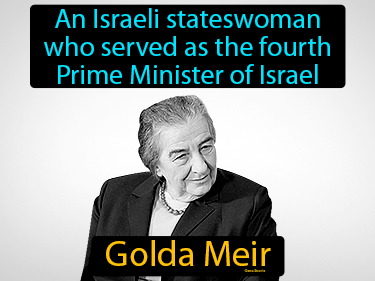 An Israeli stateswoman
who served as the fourth
Prime Minister of Israel
Golda Meir